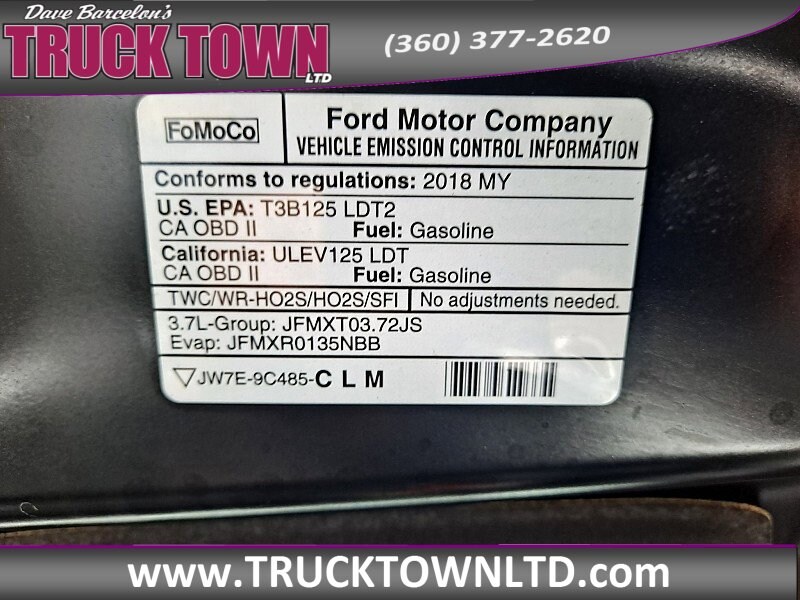 Dave Barcelon's
TRUCK TOWN
LTD
(360) 377-2620
FoMoCo
Ford Motor Company
VEHICLE EMISSION CONTROL INFORMATION
Conforms to regulations: 2018 MY
U.S. EPA: T3B125 LDT2
CA OBD II Fuel: Gasoline
California: ULEV125 LDT
CA OBD II Fuel: Gasoline
TWC/WR-HO2S/HO2S/SFI No adjustments needed.
3.7L-Group: JFMXT03.72JS
Evap: JFMXR0135NBB
JW7E-9C485-C L M
www.TRUCKTOWNLTD.com